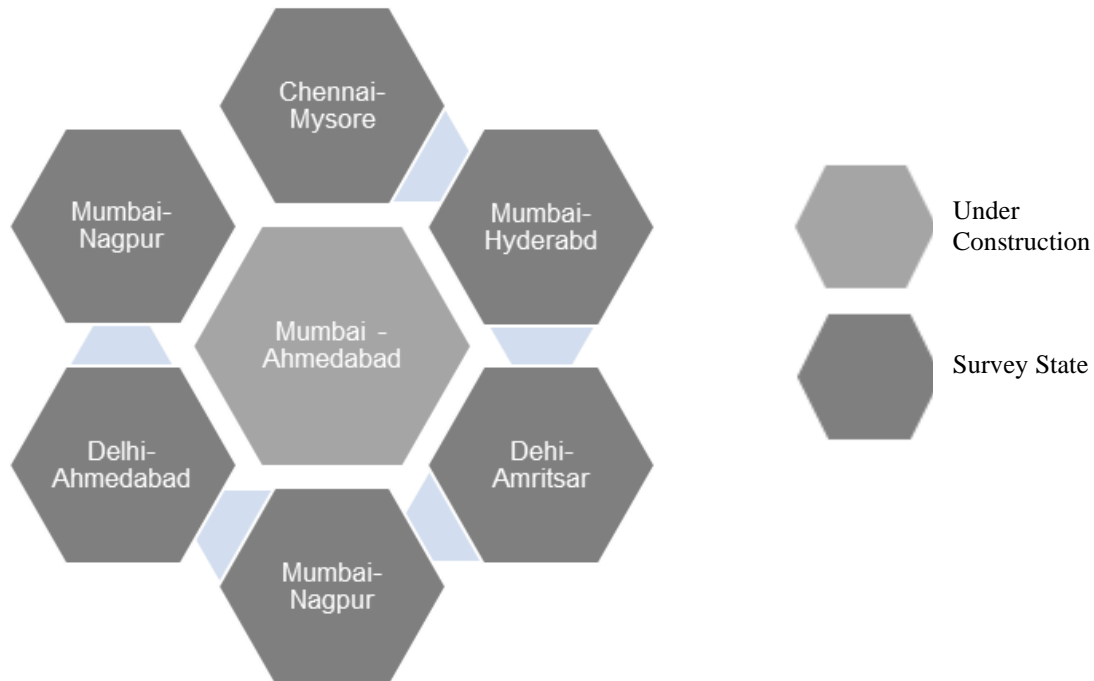 Chennai-
Mysore
Mumbai-
Nagpur
Mumbai-
Hyderabd
Mumbai -
Ahmedabad
Delhi-
Ahmedabad
Dehi-
Amritsar
Mumbai-
Nagpur
Under
Construction
Survey State